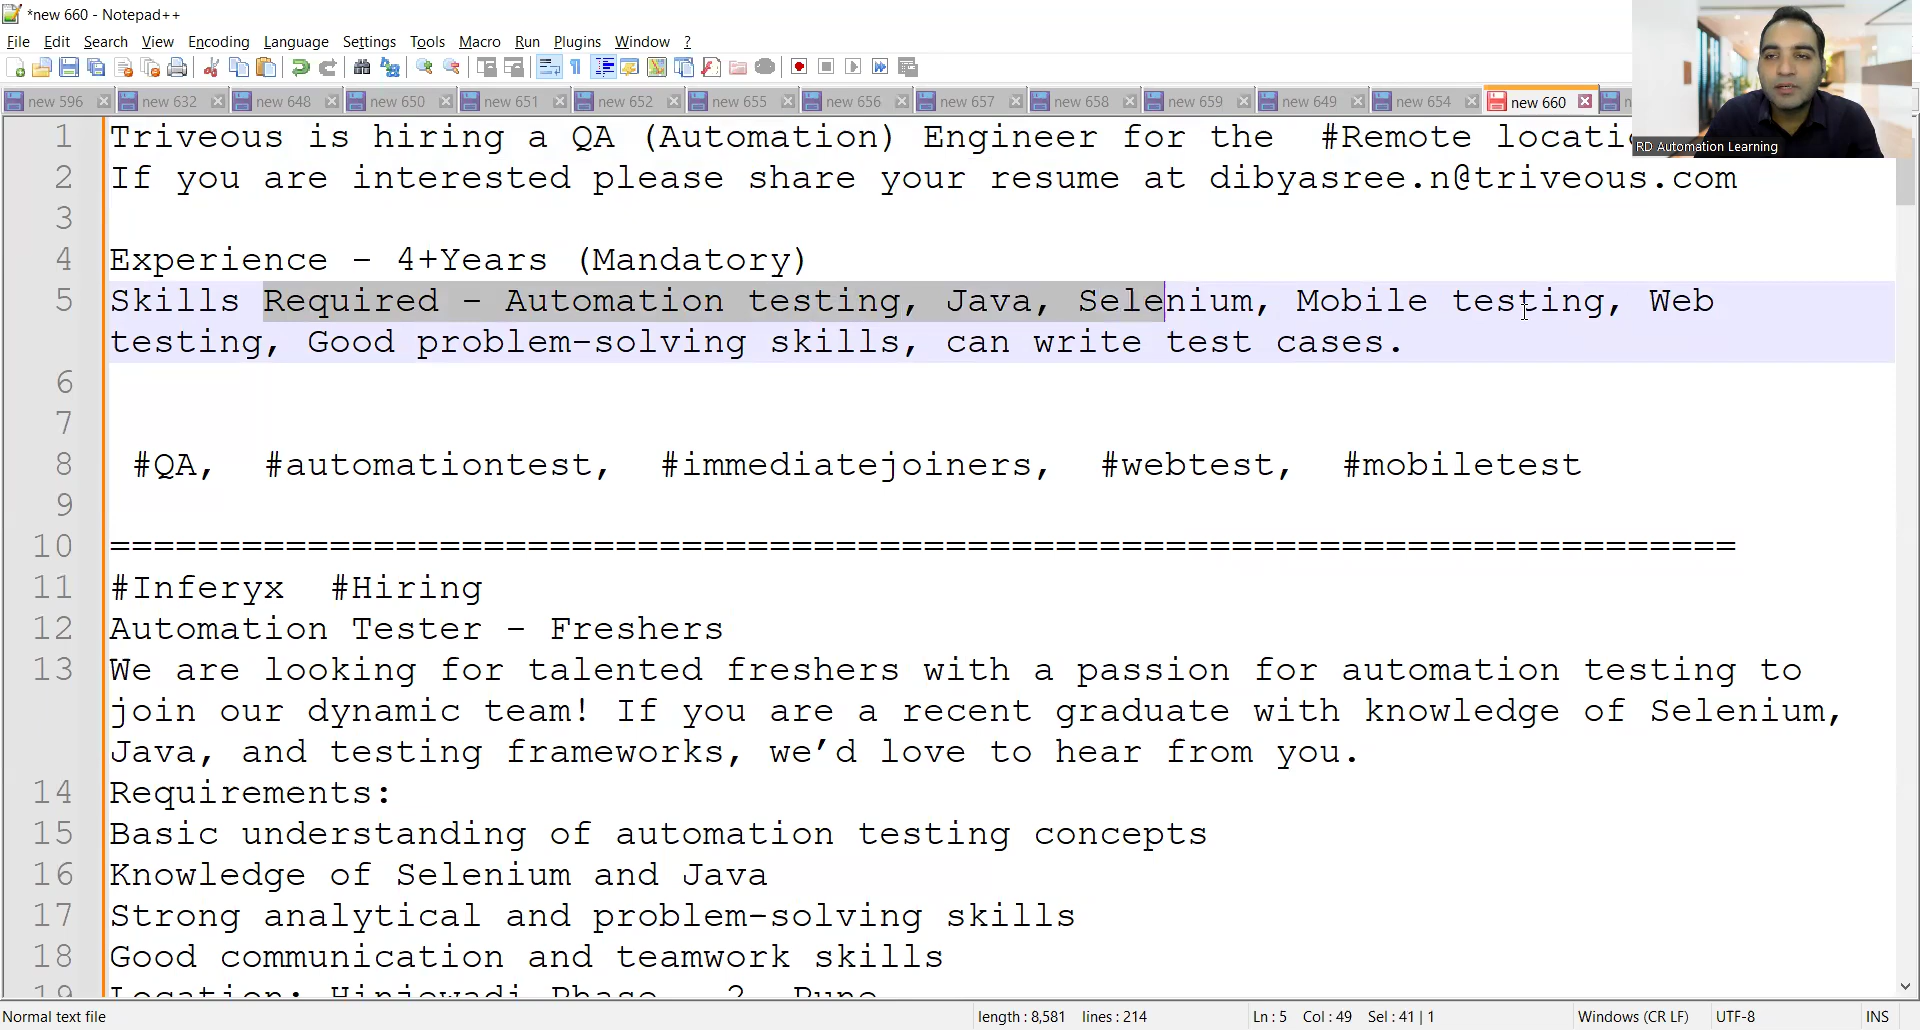 *new 660 - Notepad++
File Edit Search View Encoding Language Settings Tools Macro Run Plugins Window ?
new 596 new 632 new 648 new 650 new 651 new 652 new 655 new 656 new 657 new 658 new 659 new 649 new 654 new 660
RD Automation Learning
1 Triveous is hiring a QA (Automation) Engineer for the #Remote
2 If you are interested please share your resume at dibyasree.n@triveous.com
3
4 Experience - 4+Years (Mandatory)
5 Skills Required - Automation testing, Java, Selenium, Mobile testing, Web
testing, Good problem-solving skills, can write test cases.
6
7
8 #QA, #automationtest, #immediatejoiners, #webtest, #mobiletest
9
10 ==========================================================================
11 #Inferyx #Hiring
12 Automation Tester - Freshers
13 We are looking for talented freshers with a passion for automation testing to
join our dynamic team! If you are a recent graduate with knowledge of Selenium,
Java, and testing frameworks, we’d love to hear from you.
14 Requirements:
15 Basic understanding of automation testing concepts
16 Knowledge of Selenium and Java
17 Strong analytical and problem-solving skills
18 Good communication and teamwork skills
19 Location: Hinjewadi Phase - 2, Pune
Normal text file length : 8,581 lines : 214 Ln : 5 Col : 49 Sel : 41 | 1 Windows (CR LF) UTF-8 INS